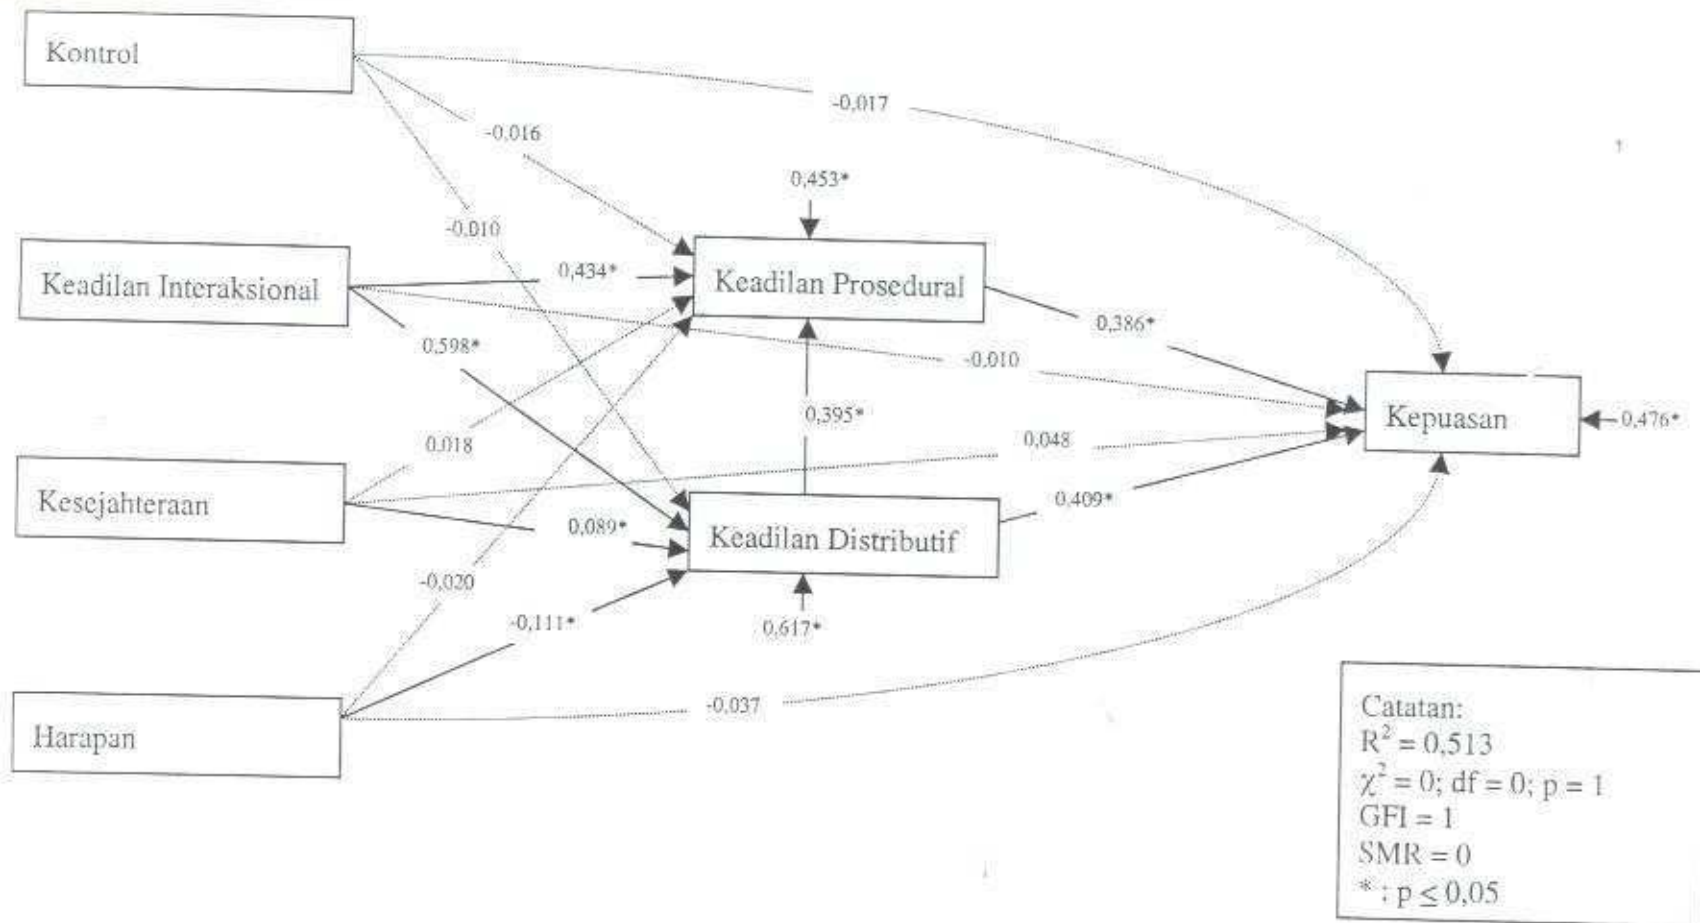 Kontrol
-0,017
-0,016
0,453*
-0,010
Keadilan Interaksional
0,434*
Keadilan Prosedural
0,386*
0,598*
-0,010
0,395*
Kepuasan
0,476*
0,018
0,048
Kesejahteraan
0,089*
0,409*
Keadilan Distributif
-0,020
-0,111*
0,617*
-0,037
Harapan
Catatan:
R² = 0,513
χ² = 0; df = 0; p = 1
GFI = 1
SMR = 0
* ; p ≤ 0,05